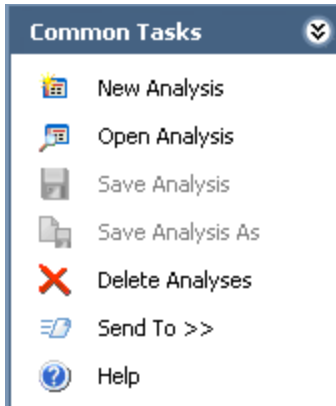 Common Tasks
New Analysis
Open Analysis
Save Analysis
Save Analysis As
Delete Analyses
Send To >>
Help